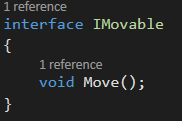 1 reference
interface IMovable
{
1 reference
void Move();
}